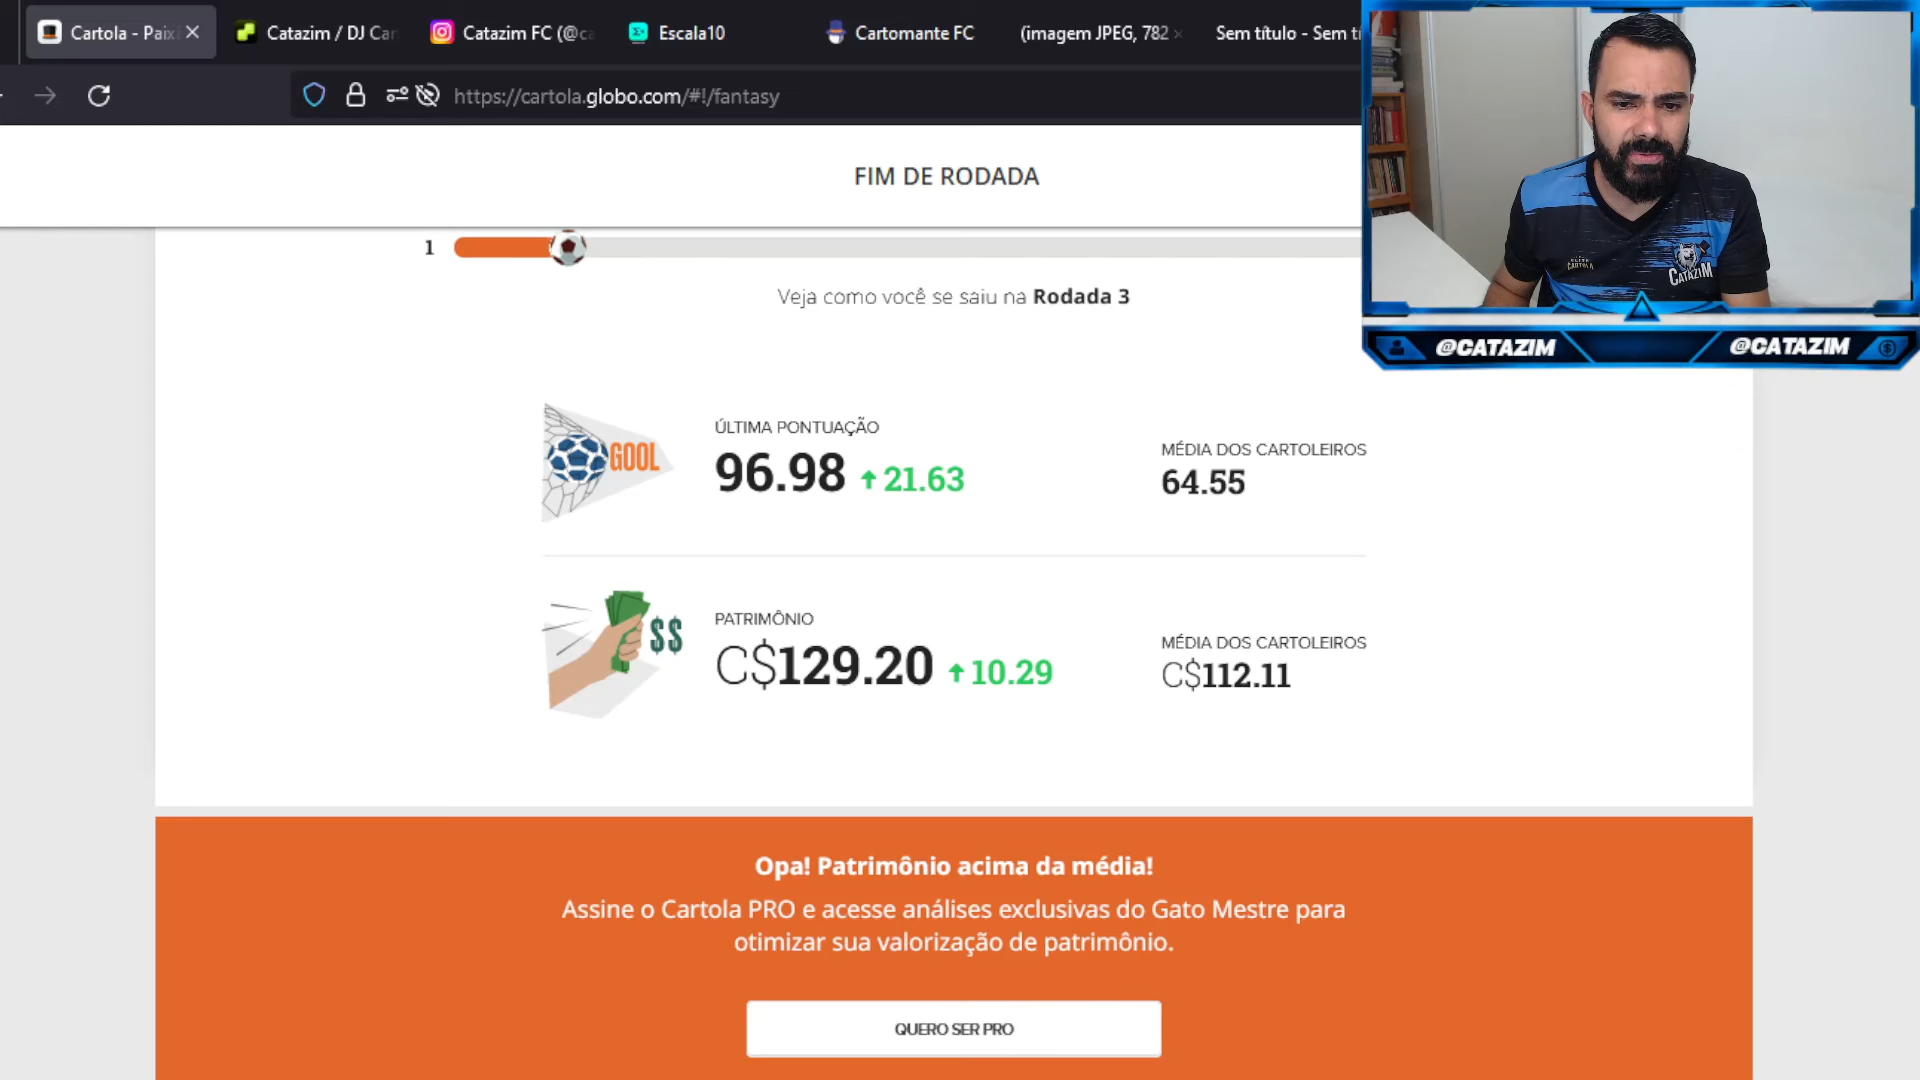 Cartola - Paix
Catazim / DJ Car
Catazim FC (@ca
Escala10
Cartomante FC
(imagem JPEG, 782
Sem título - Sem tí
https://cartola.globo.com/#!/fantasy
FIM DE RODADA
1
Veja como você se saiu na Rodada 3
@CATAZIM
@CATAZIM
CARTOLA
CATAZIM
GOOL
ÚLTIMA PONTUAÇÃO
96.98 21.63
MÉDIA DOS CARTOLEIROS
64.55
$$
PATRIMÔNIO
C$129.20 10.29
MÉDIA DOS CARTOLEIROS
C$112.11
Opa! Patrimônio acima da média!
Assine o Cartola PRO e acesse análises exclusivas do Gato Mestre para
otimizar sua valorização de patrimônio.
QUERO SER PRO